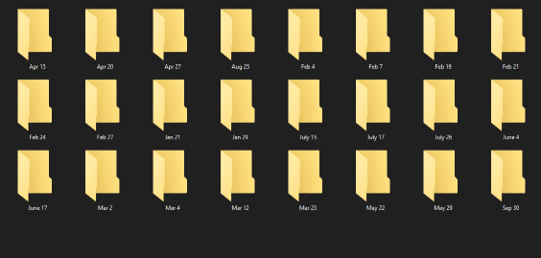 Apr 15
Apr 20
Apr 27
Aug 25
Feb 4
Feb 7
Feb 19
Feb 21
Feb 24
Feb 27
Jan 21
Jan 29
July 15
July 17
July 26
June 4
June 17
Mar 2
Mar 4
Mar 12
Mar 23
May 22
May 29
Sep 30